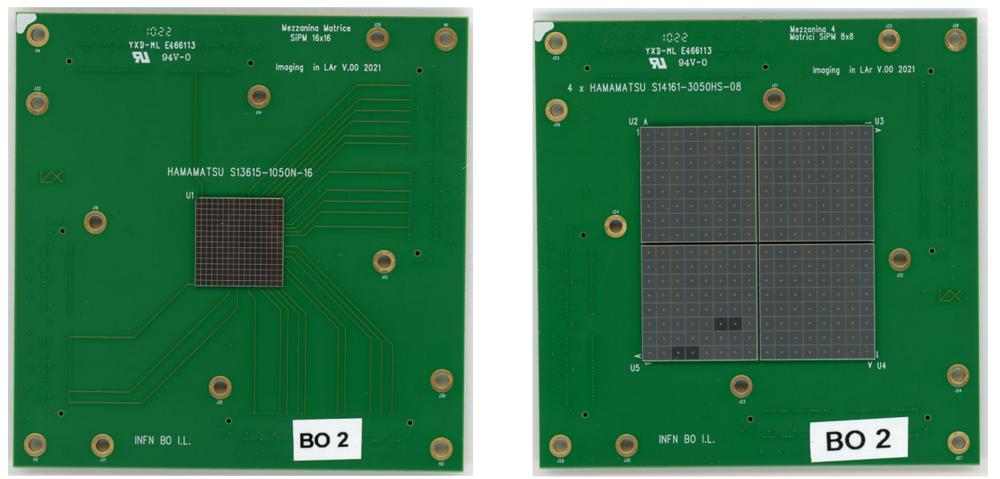 1022
YXD-ML E466113
94V-0
Mezzanina Matrice
SiPM 16x16
J29
H1
H4
Imaging in LAr V.00 2021
J32
J14
HAMAMATSU S13615-1050N-16
U1
J16
J13
J15
J30
BO 2
INFN BO I.L.
H3
J31
H2
1022
YXD-ML E466113
94V-0
Mezzanina 4
Matrici SiPM 8x8
J33
J26
J25
Imaging in LAr V.00 2021
4 x HAMAMATSU S14161-3050HS-08
J21
J36
U2 A
1
1 U3
A
J24
J22
A
1
U5
1
A U4
J23
J34
BO 2
INFN BO I.L.
J28
J35
J27